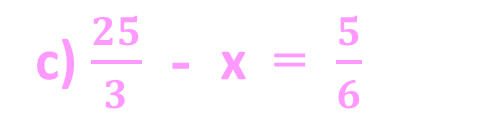 c) 25/3 - x = 5/6